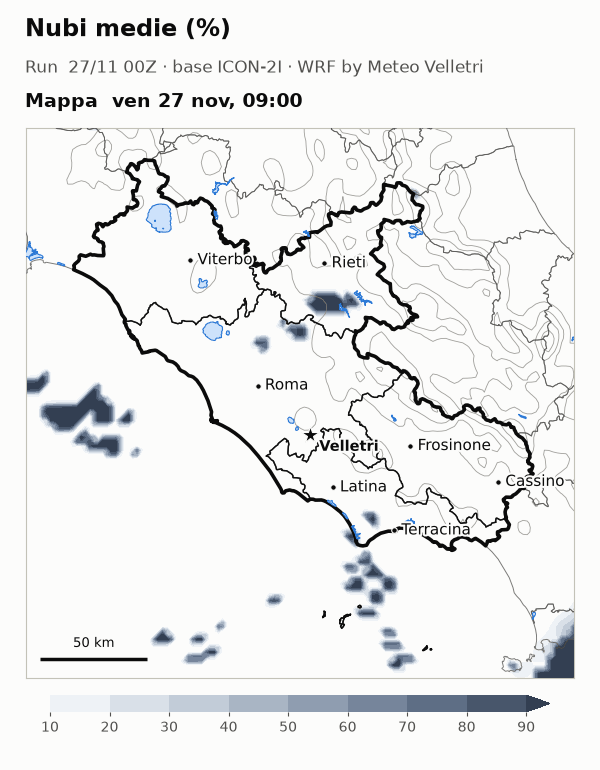 Nubi medie (%)
Run 27/11 00Z · base ICON-2I · WRF by Meteo Velletri
Mappa ven 27 nov, 09:00
Viterbo
Rieti
Roma
Velletri
Frosinone
Cassino
Latina
Terracina
50 km
10 20 30 40 50 60 70 80 90